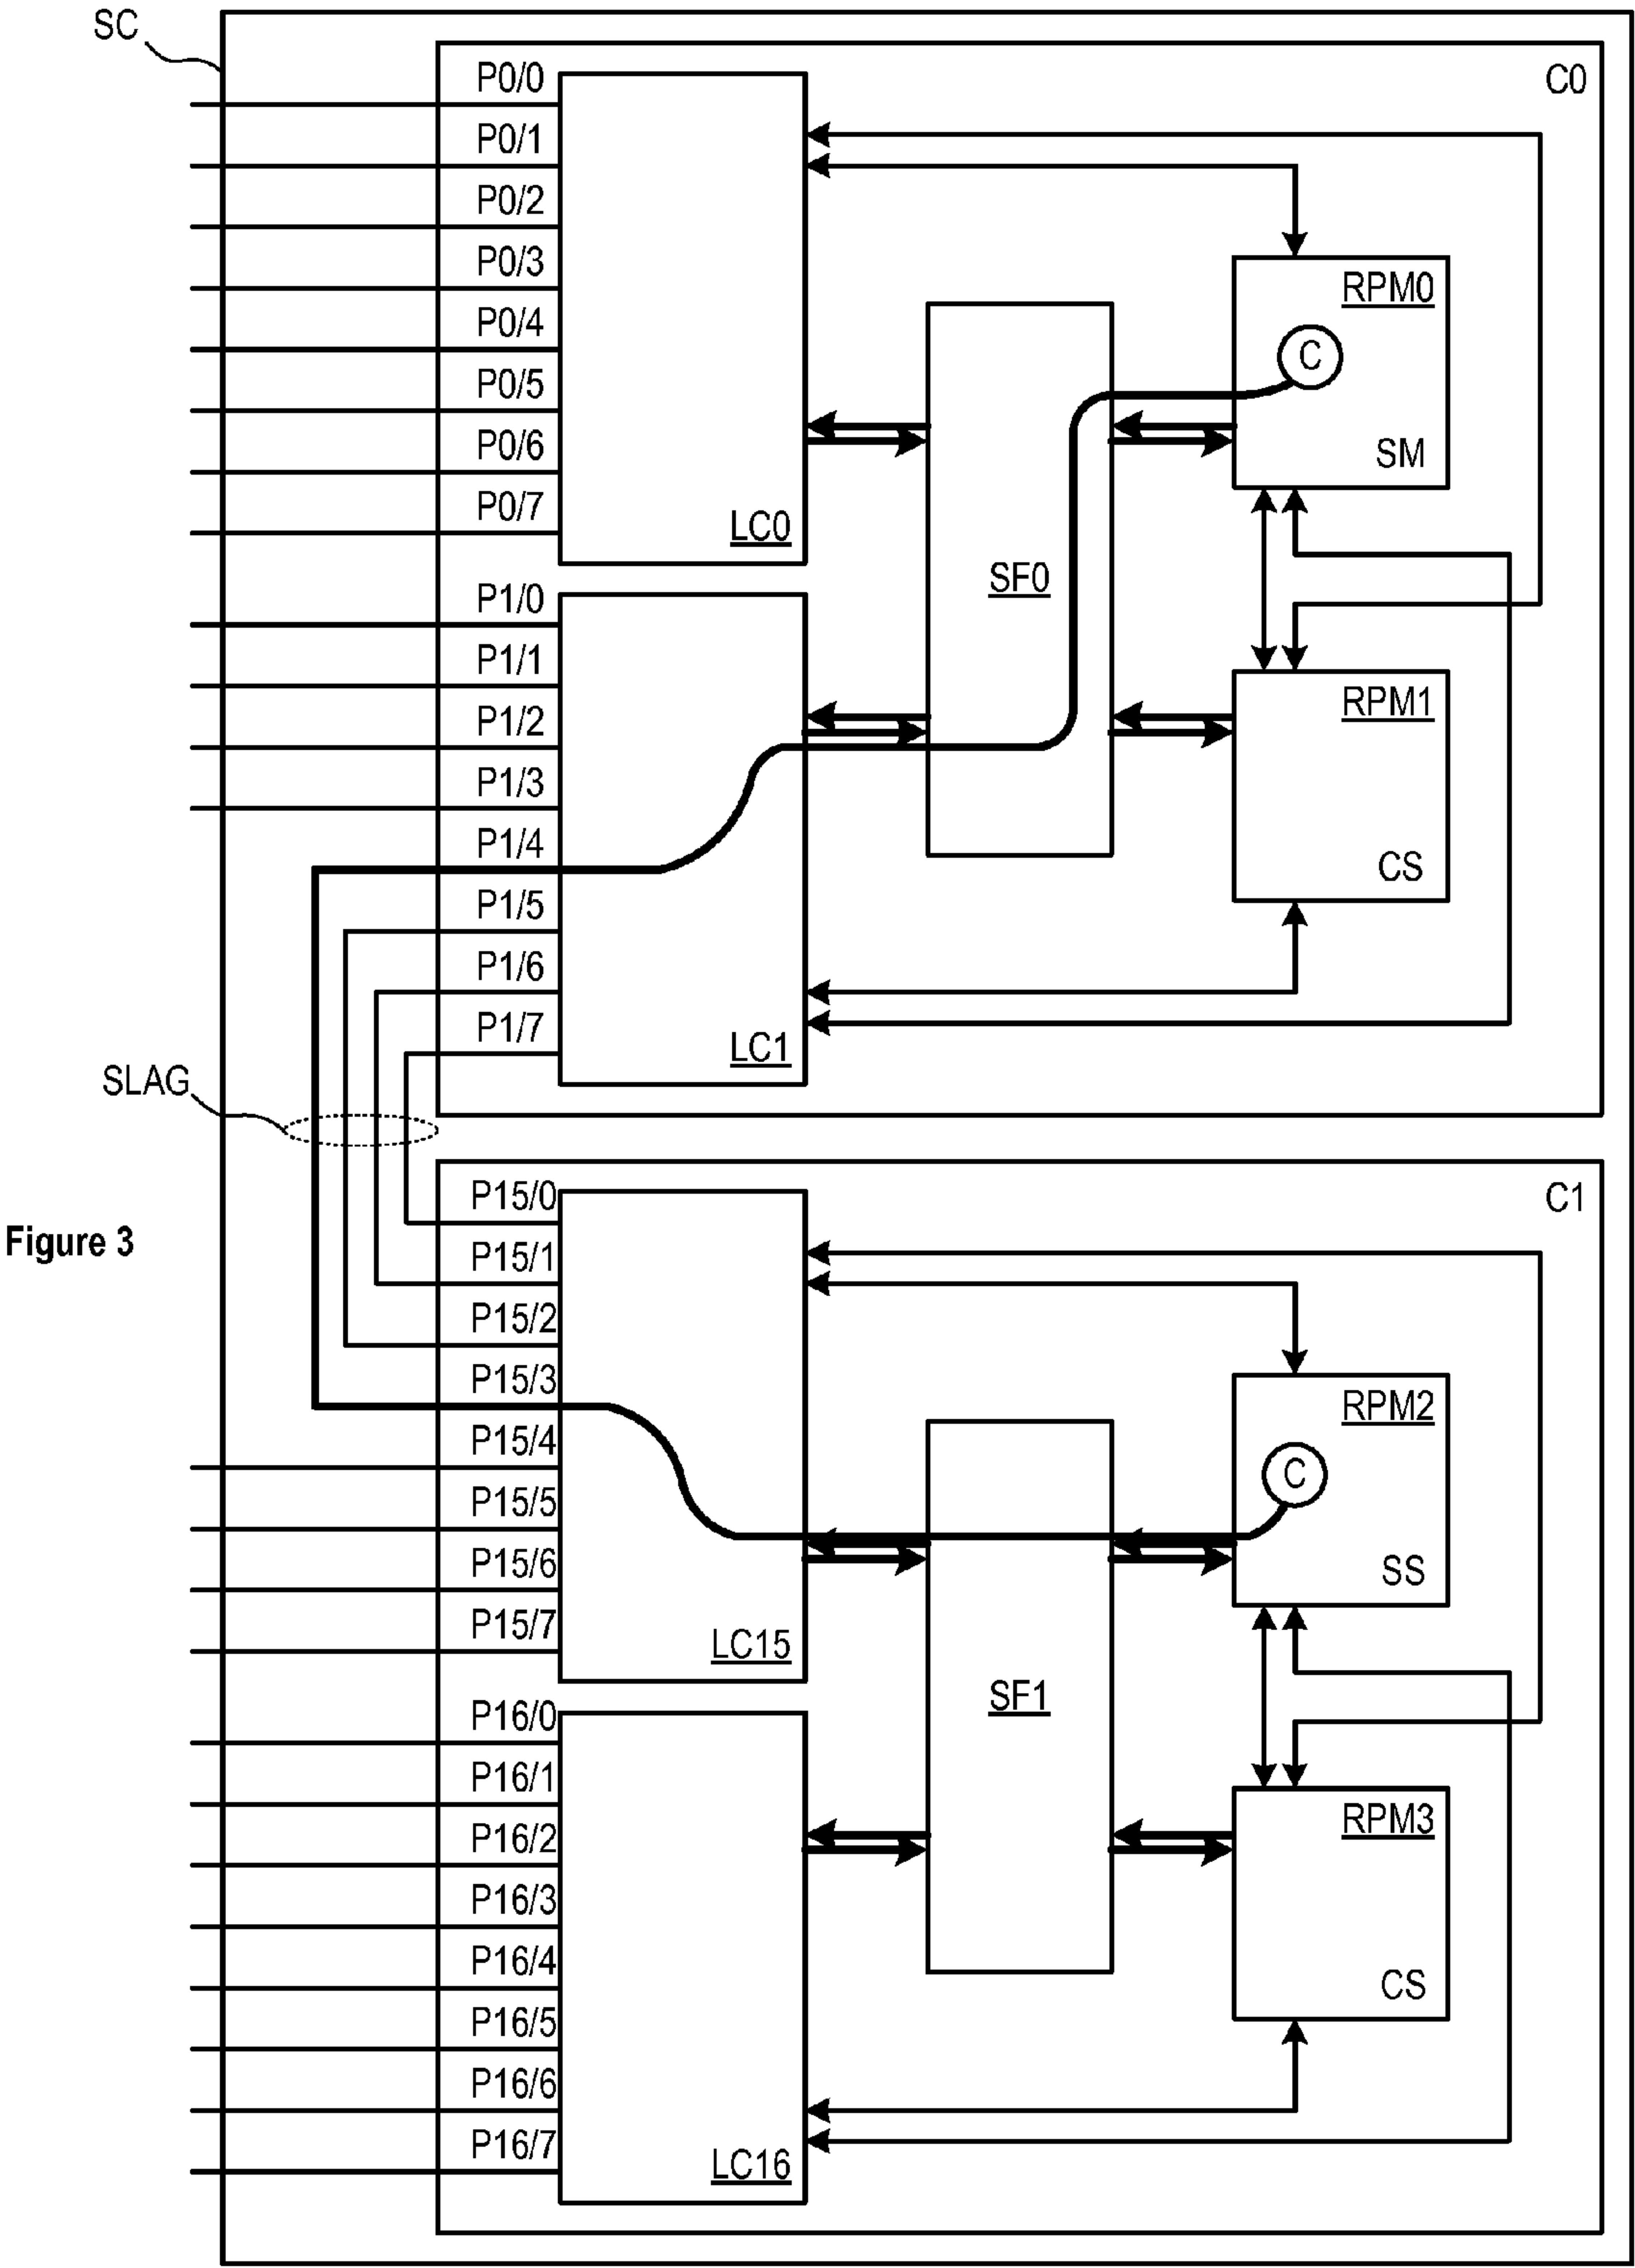 SC
C0
P0/0
P0/1
P0/2
P0/3
P0/4
P0/5
P0/6
P0/7
LC0
RPM0
C
SM
SF0
P1/0
P1/1
P1/2
P1/3
P1/4
P1/5
P1/6
P1/7
LC1
RPM1
CS
SLAG
Figure 3
C1
P15/0
P15/1
P15/2
P15/3
P15/4
P15/5
P15/6
P15/7
LC15
RPM2
C
SS
SF1
P16/0
P16/1
P16/2
P16/3
P16/4
P16/5
P16/6
P16/7
LC16
RPM3
CS